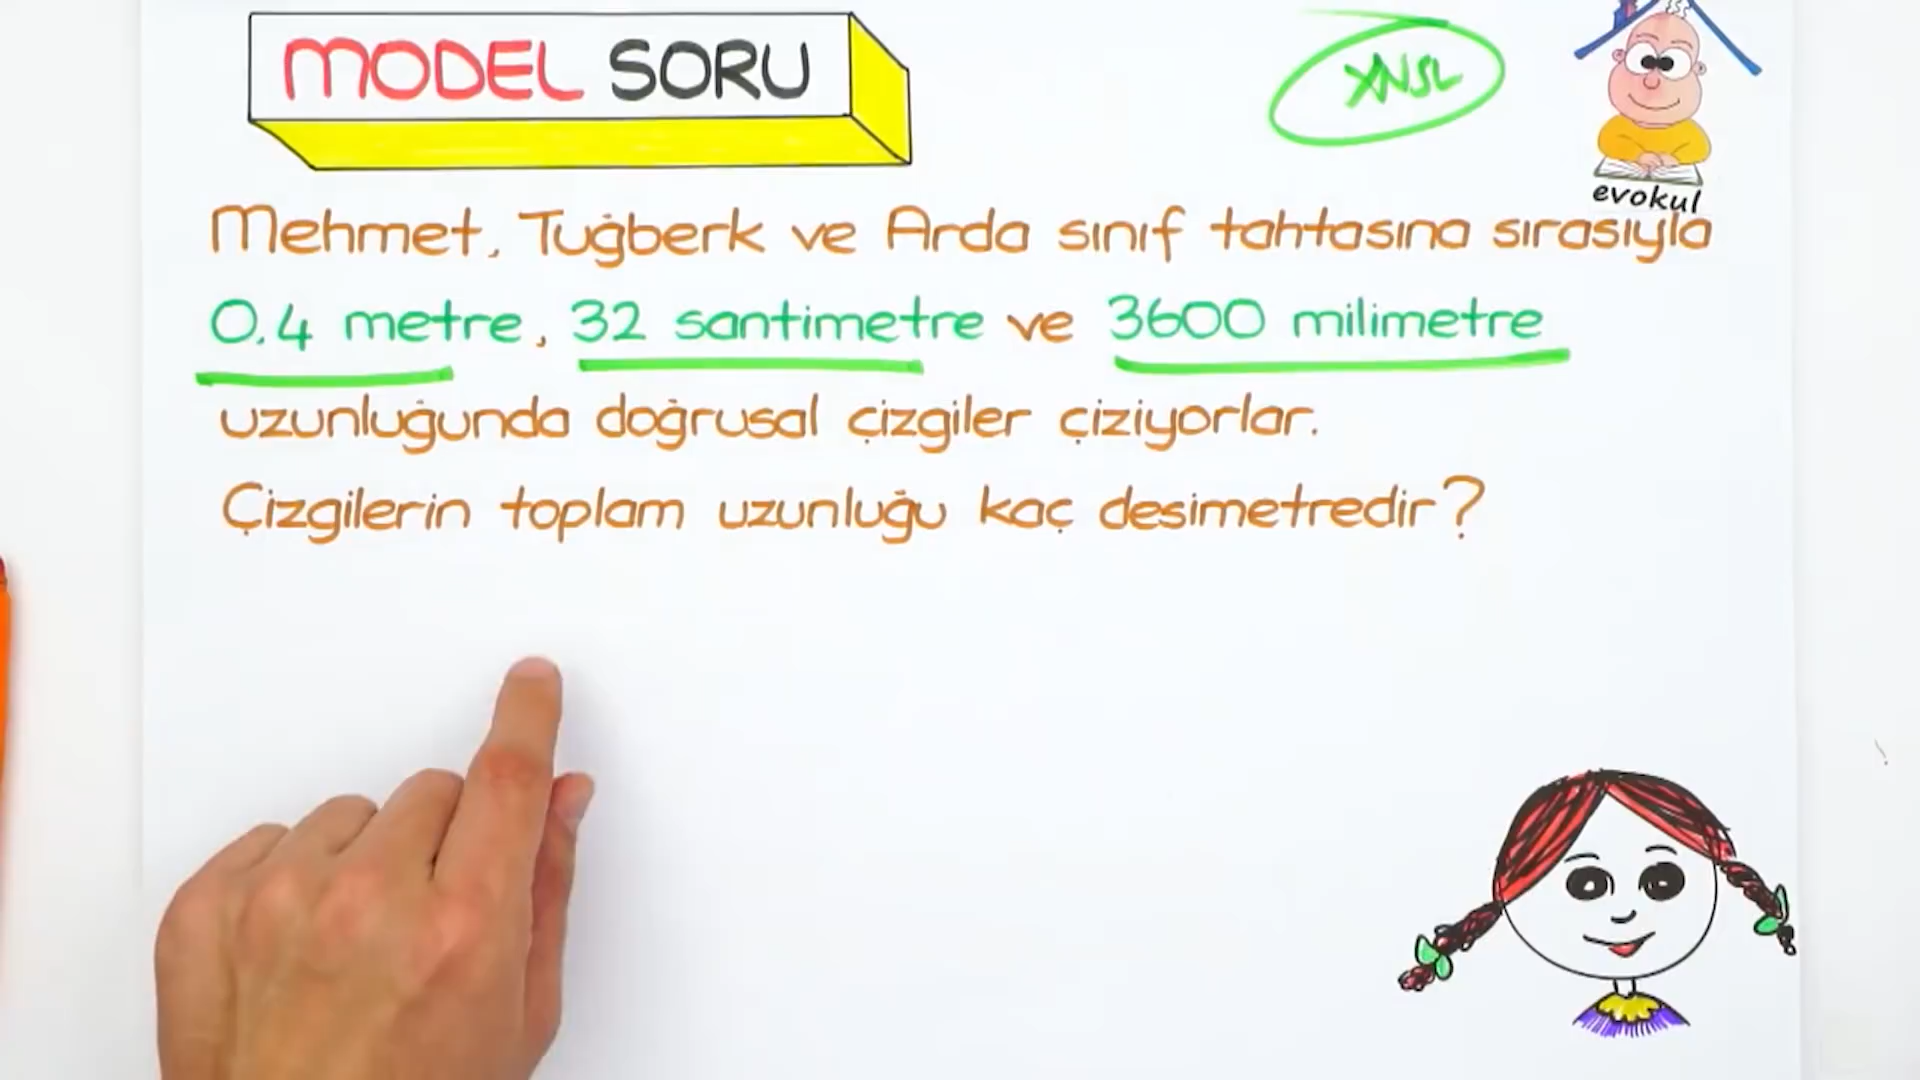 MODEL SORU
XNSL
evokul
Mehmet, Tuğberk ve Arda sınıf tahtasına sırasıyla
0,4 metre, 32 santimetre ve 3600 milimetre
uzunluğunda doğrusal çizgiler çiziyorlar.
Çizgilerin toplam uzunluğu kaç desimetredir?